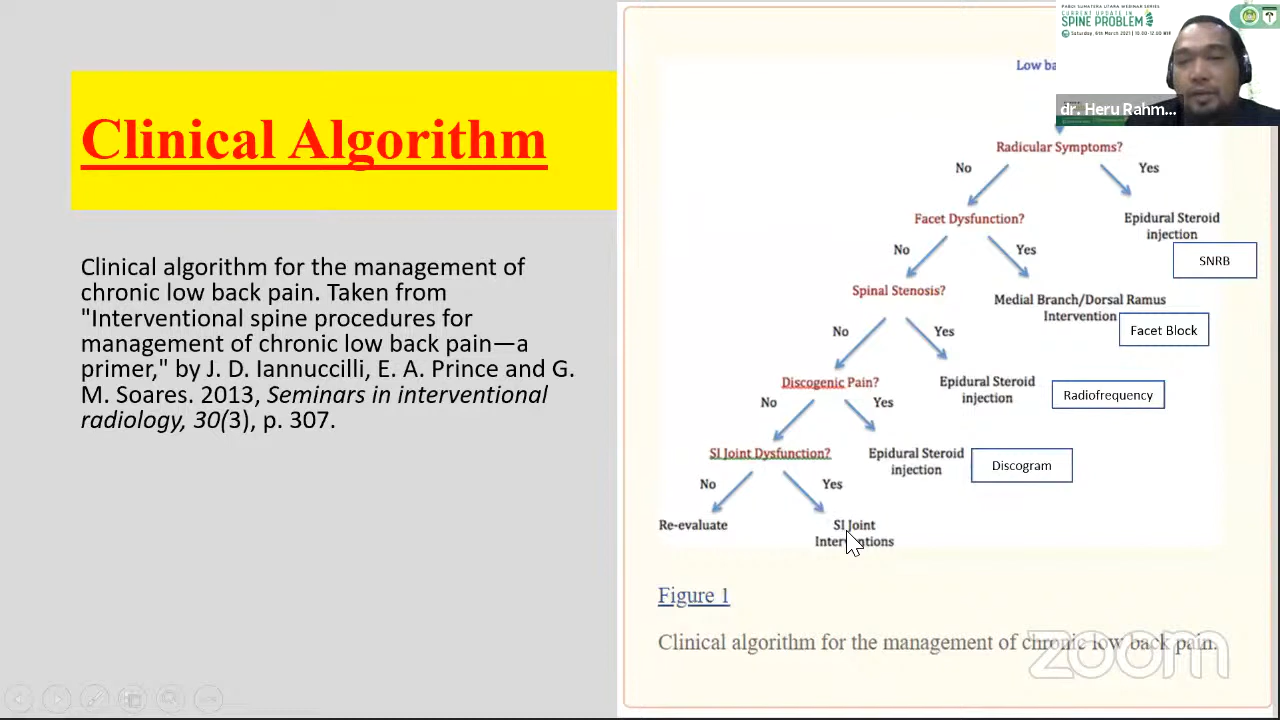 Clinical Algorithm
Clinical algorithm for the management of
chronic low back pain. Taken from
"Interventional spine procedures for
management of chronic low back pain—a
primer," by J. D. Iannuccilli, E. A. Prince and G.
M. Soares. 2013, Seminars in interventional
radiology, 30(3), p. 307.
PABDI SUMATERA UTARA WEBINAR SERIES
CURRENT UPDATE IN
SPINE PROBLEM
Saturday, 6th March 2021 | 10.00-12.00 WIB
dr. Heru Rahm...
Low ba
Radicular Symptoms?
No
Yes
Facet Dysfunction?
Epidural Steroid
injection
SNRB
No
Yes
Spinal Stenosis?
Medial Branch/Dorsal Ramus
Intervention
Facet Block
No
Yes
Discogenic Pain?
Epidural Steroid
injection
Radiofrequency
No
Yes
SI Joint Dysfunction?
Epidural Steroid
injection
Discogram
No
Yes
Re-evaluate
SI Joint
Interventions
Figure 1
Clinical algorithm for the management of chronic low back pain.
zoom